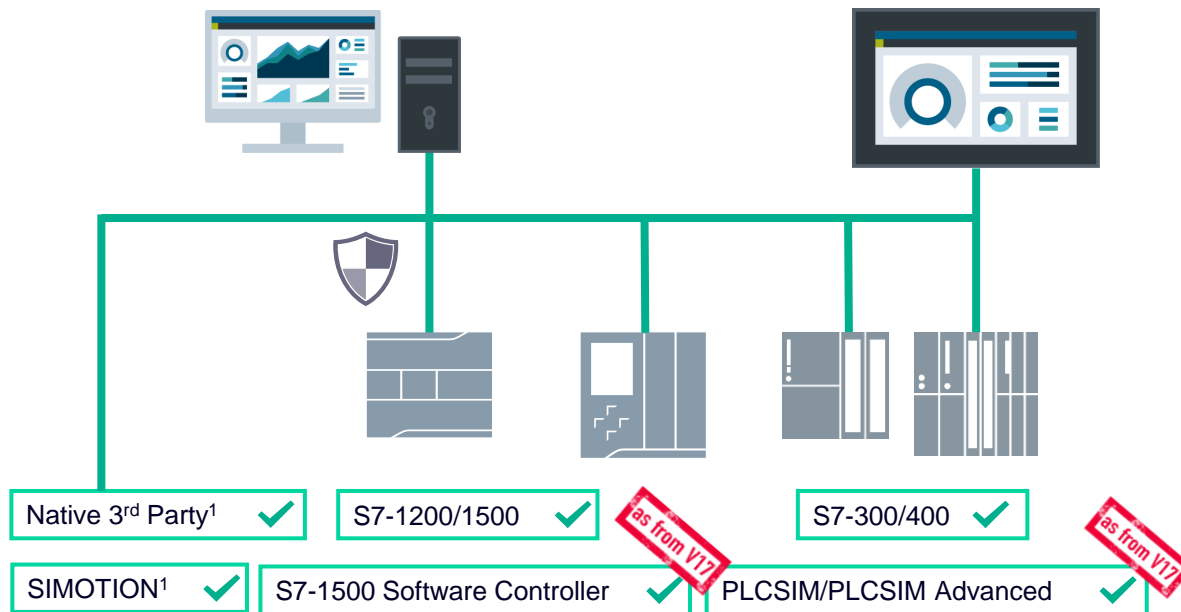 Native 3rd Party¹
S7-1200/1500
as from V17
S7-300/400
as from V17
SIMOTION¹
S7-1500 Software Controller
PLCSIM/PLCSIM Advanced